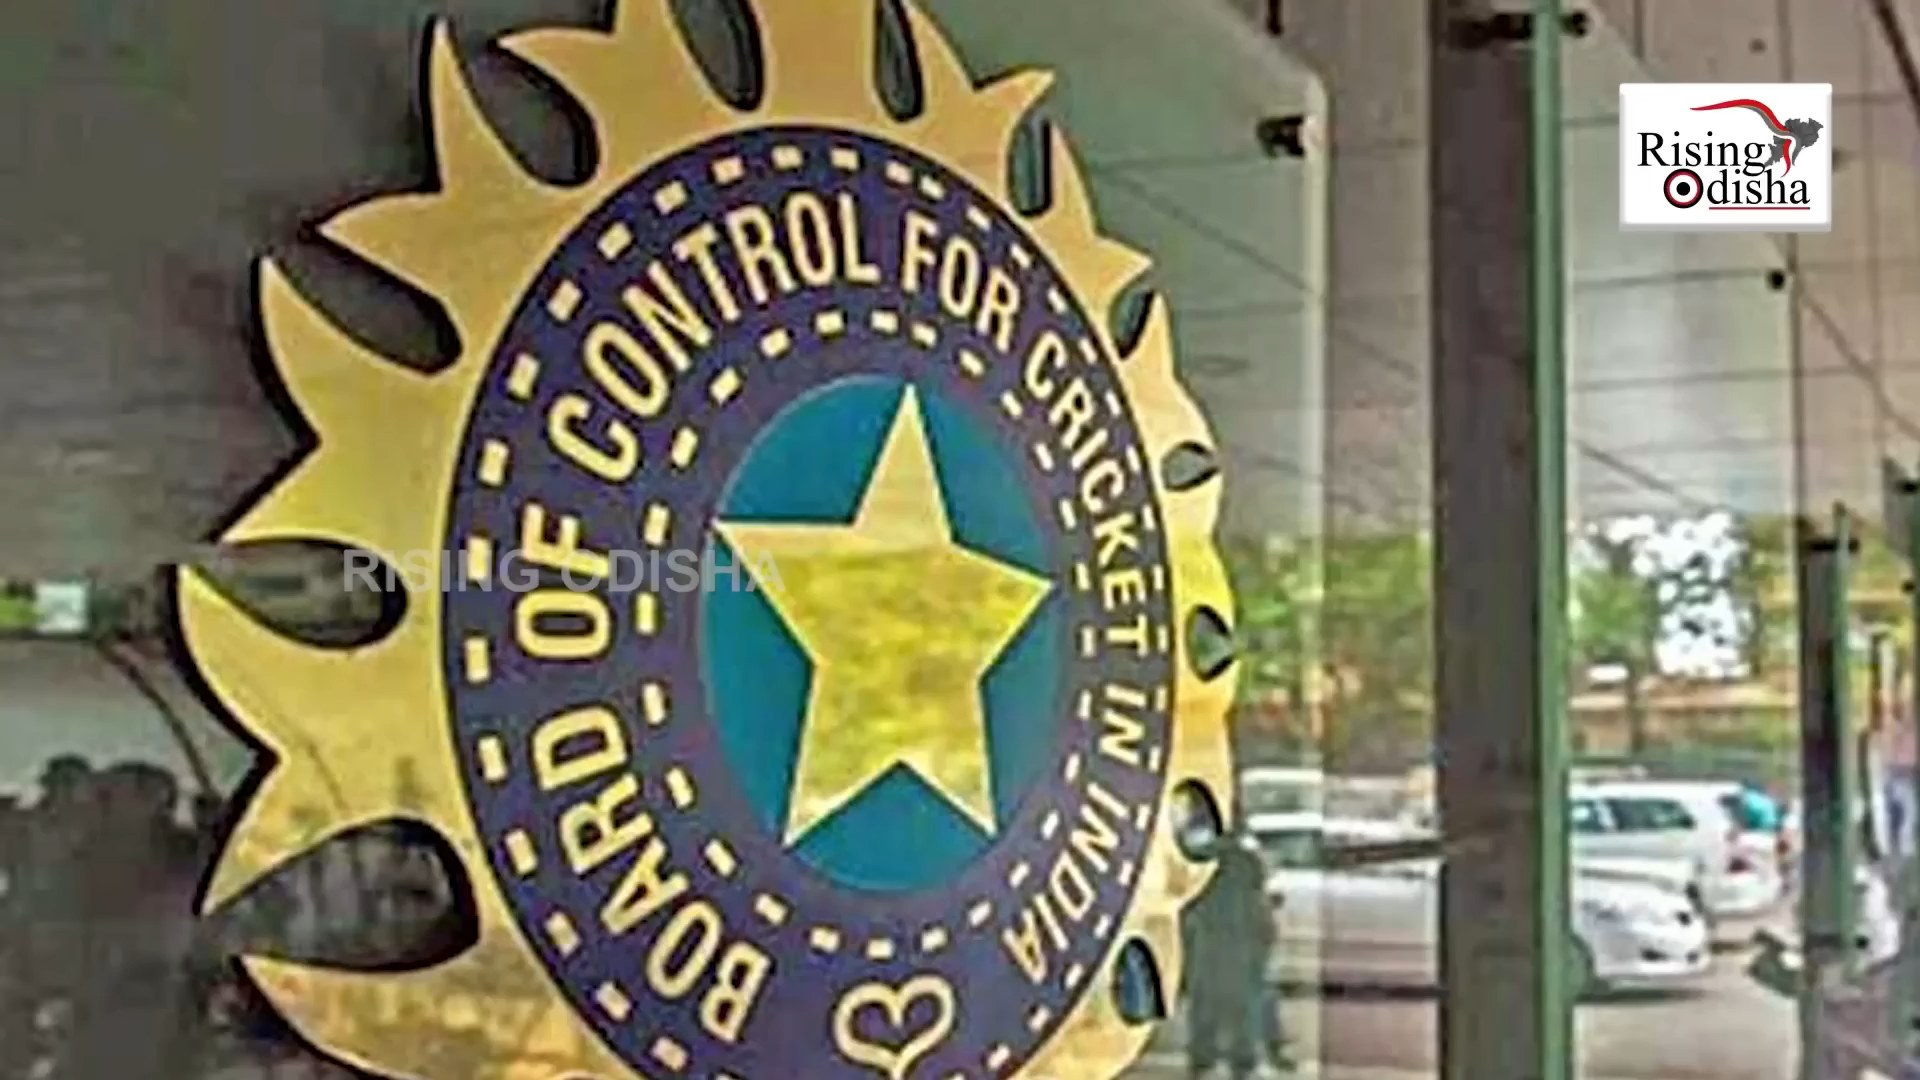 BOARD OF CONTROL FOR CRICKET IN INDIA
Rising
Odisha
RISING ODISHA